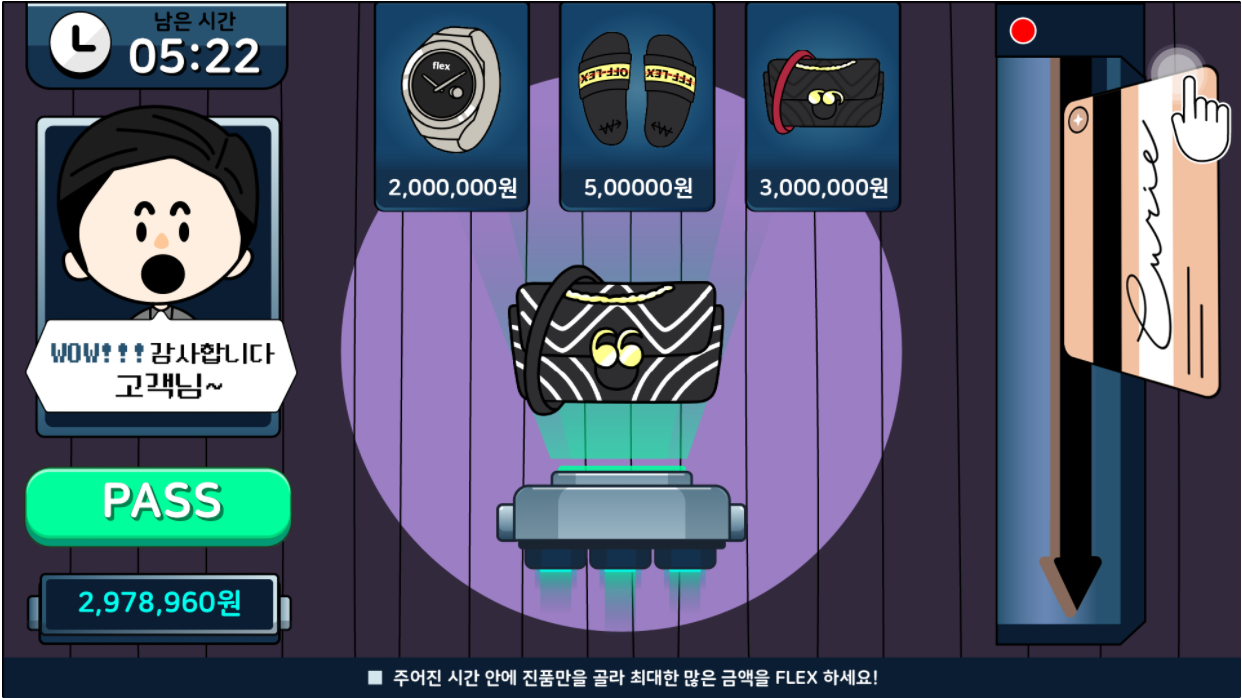 남은 시간
05:22
flex
2,000,000원
OFF-LEX
FFF-LEX
5,00000원
3,000,000원
Curie
WOW!!! 감사합니다
고객님~
PASS
2,978,960원
■ 주어진 시간 안에 진품만을 골라 최대한 많은 금액을 FLEX 하세요!